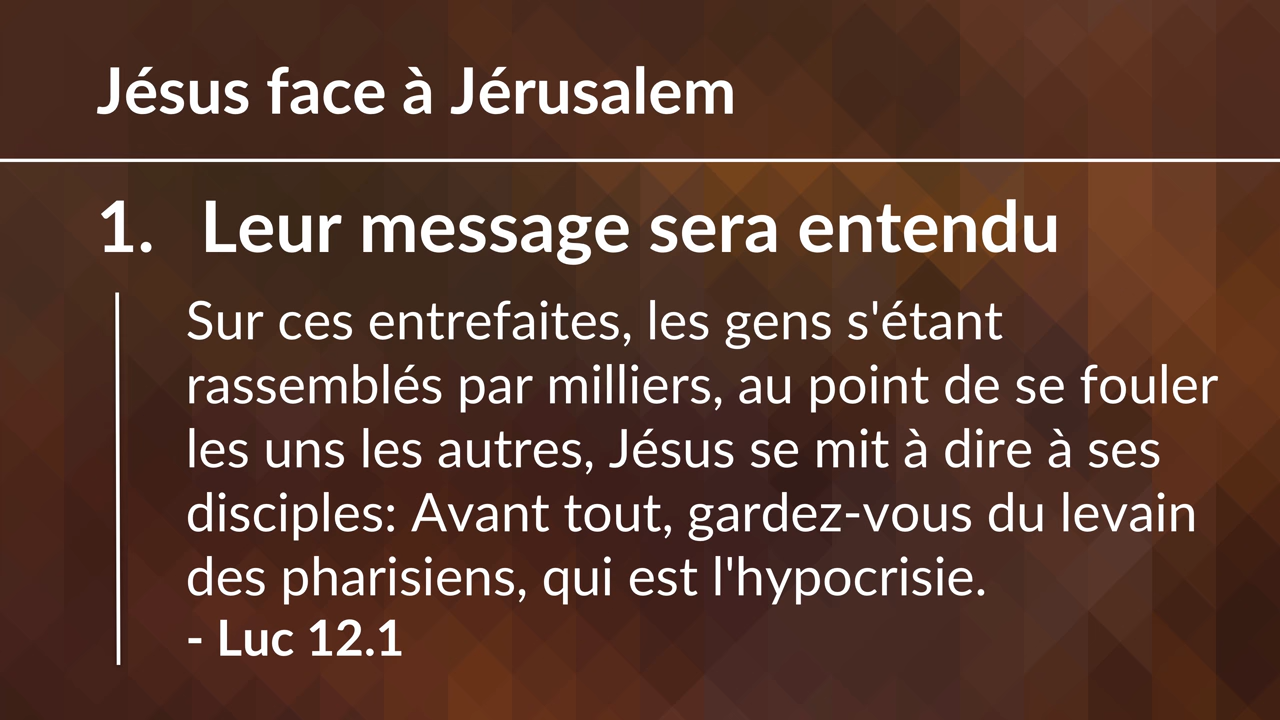 Jésus face à Jérusalem
1. Leur message sera entendu
Sur ces entrefaites, les gens s'étant
rassemblés par milliers, au point de se fouler
les uns les autres, Jésus se mit à dire à ses
disciples: Avant tout, gardez-vous du levain
des pharisiens, qui est l'hypocrisie.
- Luc 12.1